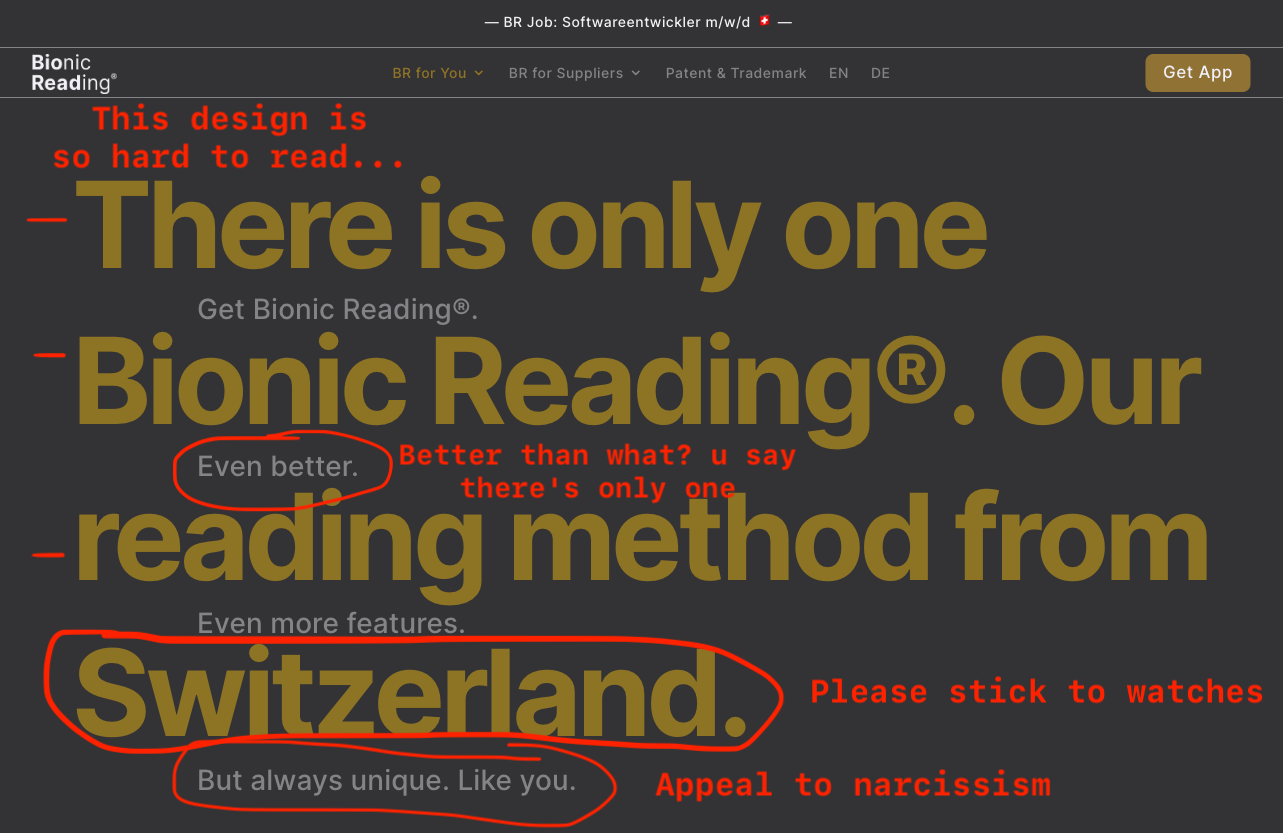 — BR Job: Softwareentwickler m/w/d 🇨🇭 —
Bionic
Reading®
BR for You
BR for Suppliers
Patent & Trademark
EN
DE
Get App
This design is
so hard to read...
There is only one
Get Bionic Reading®.
Bionic Reading®. Our
Even better.
Better than what? u say
there's only one
reading method from
Even more features.
Switzerland.
Please stick to watches
But always unique. Like you.
Appeal to narcissism